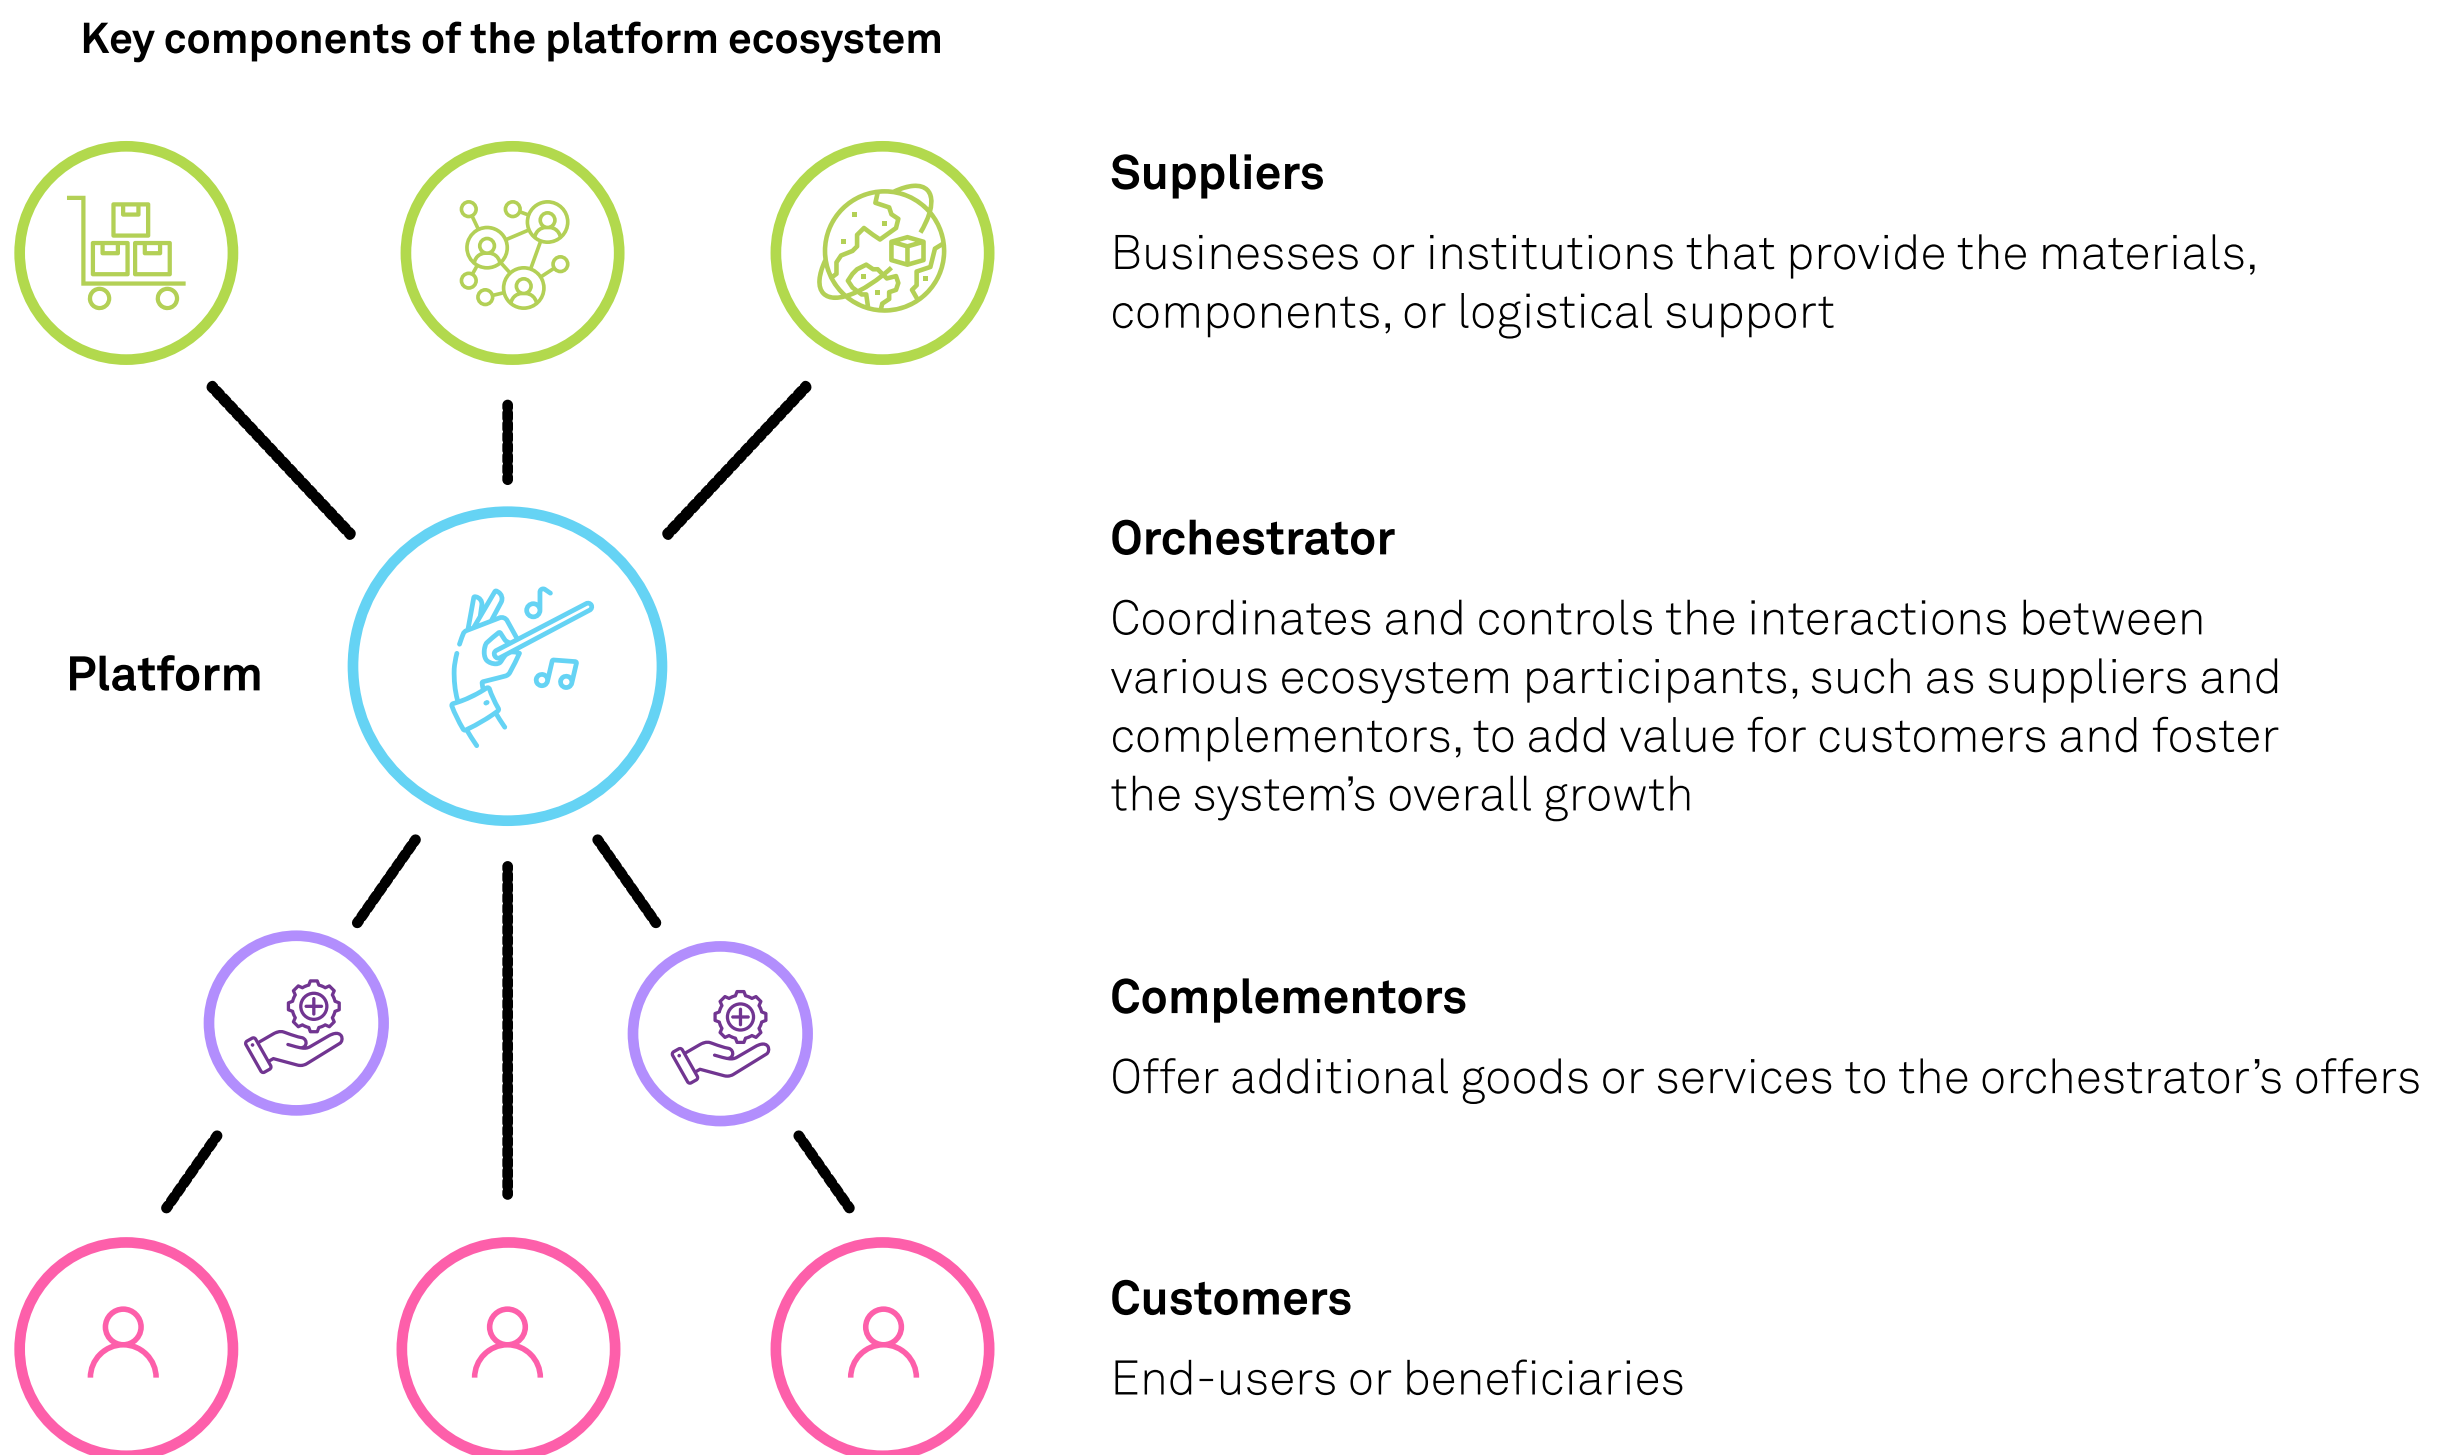 Key components of the platform ecosystem
Suppliers
Businesses or institutions that provide the materials,
components, or logistical support
Orchestrator
Coordinates and controls the interactions between
various ecosystem participants, such as suppliers and
complementors, to add value for customers and foster
the system’s overall growth
Platform
Complementors
Offer additional goods or services to the orchestrator’s offers
Customers
End-users or beneficiaries